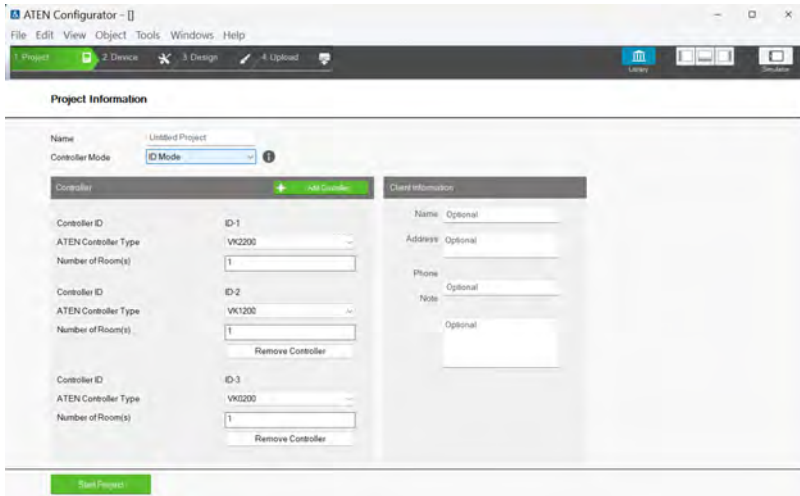 ATEN Configurator - []
File Edit View Object Tools Windows Help
1. Project 2. Device 3. Design 4. Upload Library Simulator
Project Information
Name Untitled Project
Controller Mode ID Mode
Controller Add Controller
Client Information
Controller ID ID-1
ATEN Controller Type VK2200
Number of Room(s) 1
Controller ID ID-2
ATEN Controller Type VK1200
Number of Room(s) 1
Remove Controller
Controller ID ID-3
ATEN Controller Type VK0200
Number of Room(s) 1
Remove Controller
Name Optional
Address Optional
Phone Optional
Note Optional
Start Project